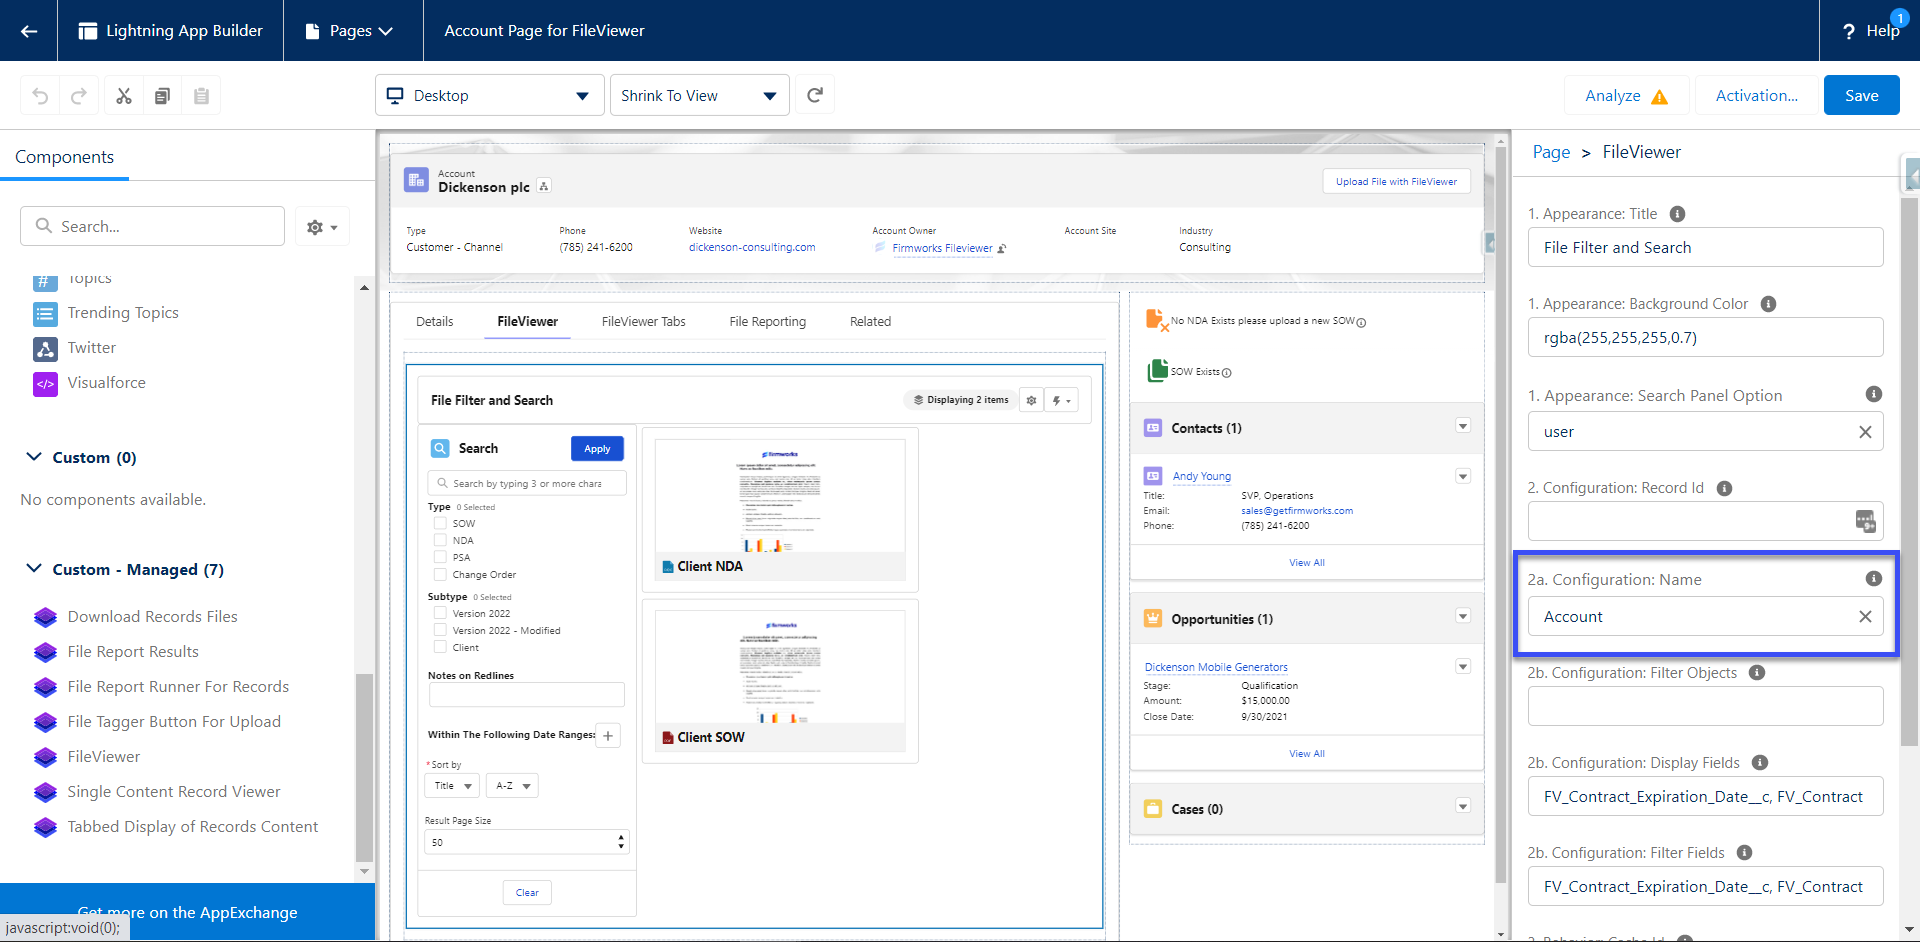 Lightning App Builder
Pages
Account Page for FileViewer
? Help
1
Desktop
Shrink To View
Analyze
Activation...
Save
Components
Search...
# Topics
Trending Topics
Twitter
</> Visualforce
Custom (0)
No components available.
Custom - Managed (7)
Download Records Files
File Report Results
File Report Runner For Records
File Tagger Button For Upload
FileViewer
Single Content Record Viewer
Tabbed Display of Records Content
Get more on the AppExchange
javascript:void(0);
Account
Dickenson plc
Upload File with FileViewer
Type
Customer - Channel
Phone
(785) 241-6200
Website
dickenson-consulting.com
Account Owner
Firmworks Fileviewer
Account Site
Industry
Consulting
Details
FileViewer
FileViewer Tabs
File Reporting
Related
File Filter and Search
Displaying 2 items
Search
Apply
Search by typing 3 or more chara
Type 0 Selected
SOW
NDA
PSA
Change Order
Subtype 0 Selected
Version 2022
Version 2022 - Modified
Client
Notes on Redlines
Within The Following Date Ranges:
*Sort by
Title
A-Z
Result Page Size
50
Clear
firmworks
Client NDA
firmworks
Client SOW
No NDA Exists please upload a new SOW
SOW Exists
Contacts (1)
Andy Young
Title: SVP, Operations
Email: sales@getfirmworks.com
Phone: (785) 241-6200
View All
Opportunities (1)
Dickenson Mobile Generators
Stage: Qualification
Amount: $15,000.00
Close Date: 9/30/2021
View All
Cases (0)
Page > FileViewer
1. Appearance: Title
File Filter and Search
1. Appearance: Background Color
rgba(255,255,255,0.7)
1. Appearance: Search Panel Option
user
2. Configuration: Record Id
2a. Configuration: Name
Account
2b. Configuration: Filter Objects
2b. Configuration: Display Fields
FV_Contract_Expiration_Date__c, FV_Contract
2b. Configuration: Filter Fields
FV_Contract_Expiration_Date__c, FV_Contract